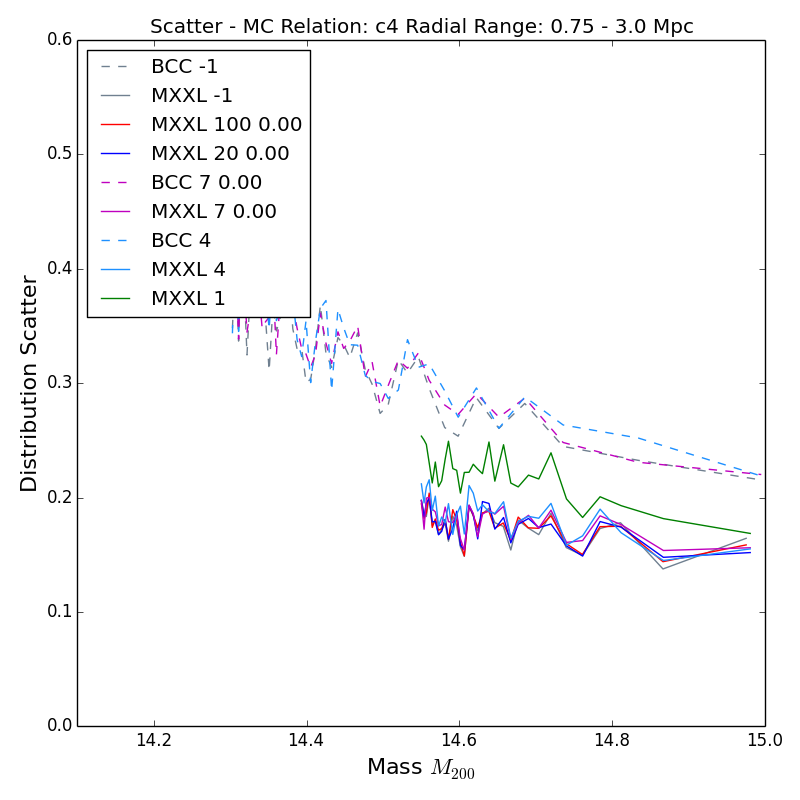 Scatter - MC Relation: c4 Radial Range: 0.75 - 3.0 Mpc
0.6
BCC -1
MXXL -1
MXXL 100 0.00
MXXL 20 0.00
BCC 7 0.00
MXXL 7 0.00
BCC 4
MXXL 4
MXXL 1
0.5
0.4
0.3
0.2
0.1
0.0
Distribution Scatter
14.2 14.4 14.6 14.8 15.0
Mass M200